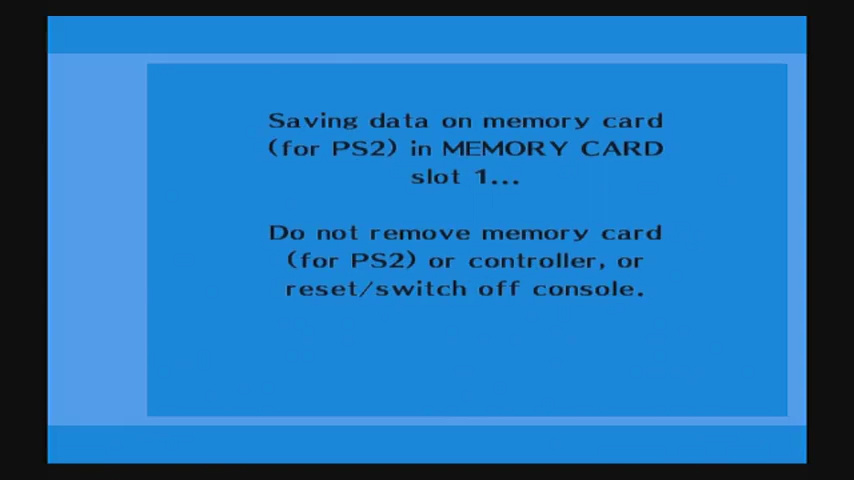 Saving data on memory card
(for PS2) in MEMORY CARD
slot 1...
Do not remove memory card
(for PS2) or controller, or
reset/switch off console.